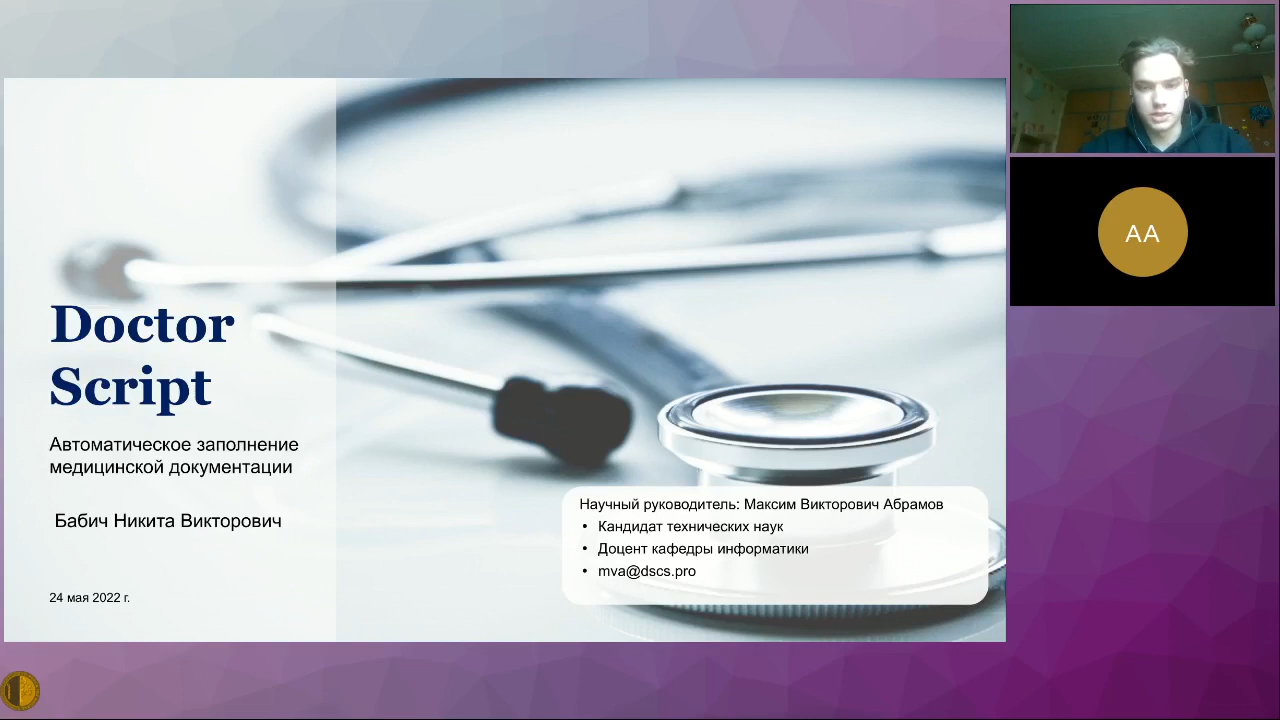 Doctor
Script
Автоматическое заполнение
медицинской документации
Бабич Никита Викторович
24 мая 2022 г.
Научный руководитель: Максим Викторович Абрамов
• Кандидат технических наук
• Доцент кафедры информатики
• mva@dscs.pro
AA